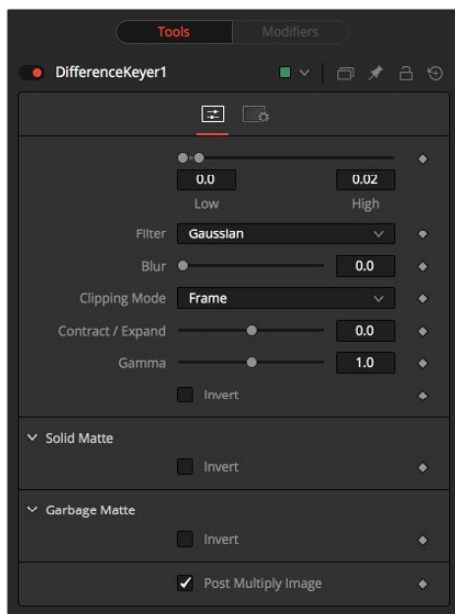 Tools Modifiers
DifferenceKeyer1
0.0 0.02
Low High
Filter Gaussian
Blur 0.0
Clipping Mode Frame
Contract / Expand 0.0
Gamma 1.0
Invert
Solid Matte
Invert
Garbage Matte
Invert
Post Multiply Image